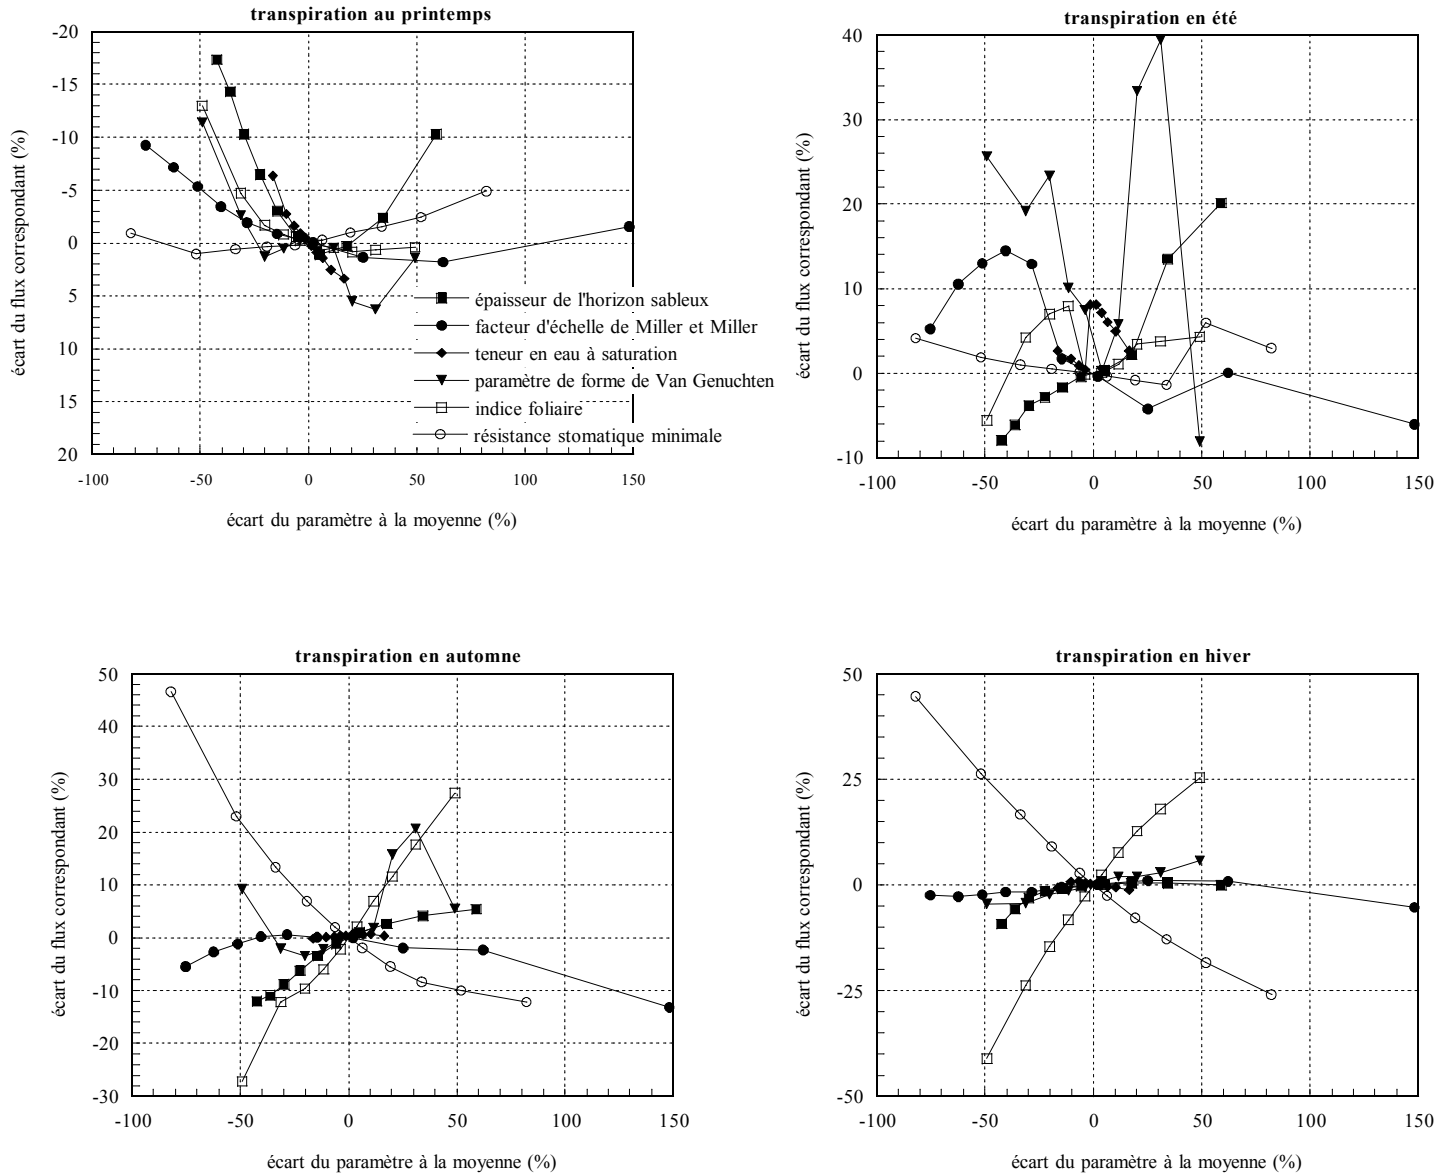 transpiration au printemps
-20
-15
-10
-5
0
5
10
15
20
-100
-50
0
50
100
150
écart du flux correspondant (%)
écart du paramètre à la moyenne (%)
épaisseur de l'horizon sableux
facteur d'échelle de Miller et Miller
teneur en eau à saturation
paramètre de forme de Van Genuchten
indice foliaire
résistance stomatique minimale
transpiration en été
40
30
20
10
0
-10
-100
-50
0
50
100
150
écart du flux correspondant (%)
écart du paramètre à la moyenne (%)
transpiration en automne
50
40
30
20
10
0
-10
-20
-30
-100
-50
0
50
100
150
écart du flux correspondant (%)
écart du paramètre à la moyenne (%)
transpiration en hiver
50
25
0
-25
-50
-100
-50
0
50
100
150
écart du flux correspondant (%)
écart du paramètre à la moyenne (%)